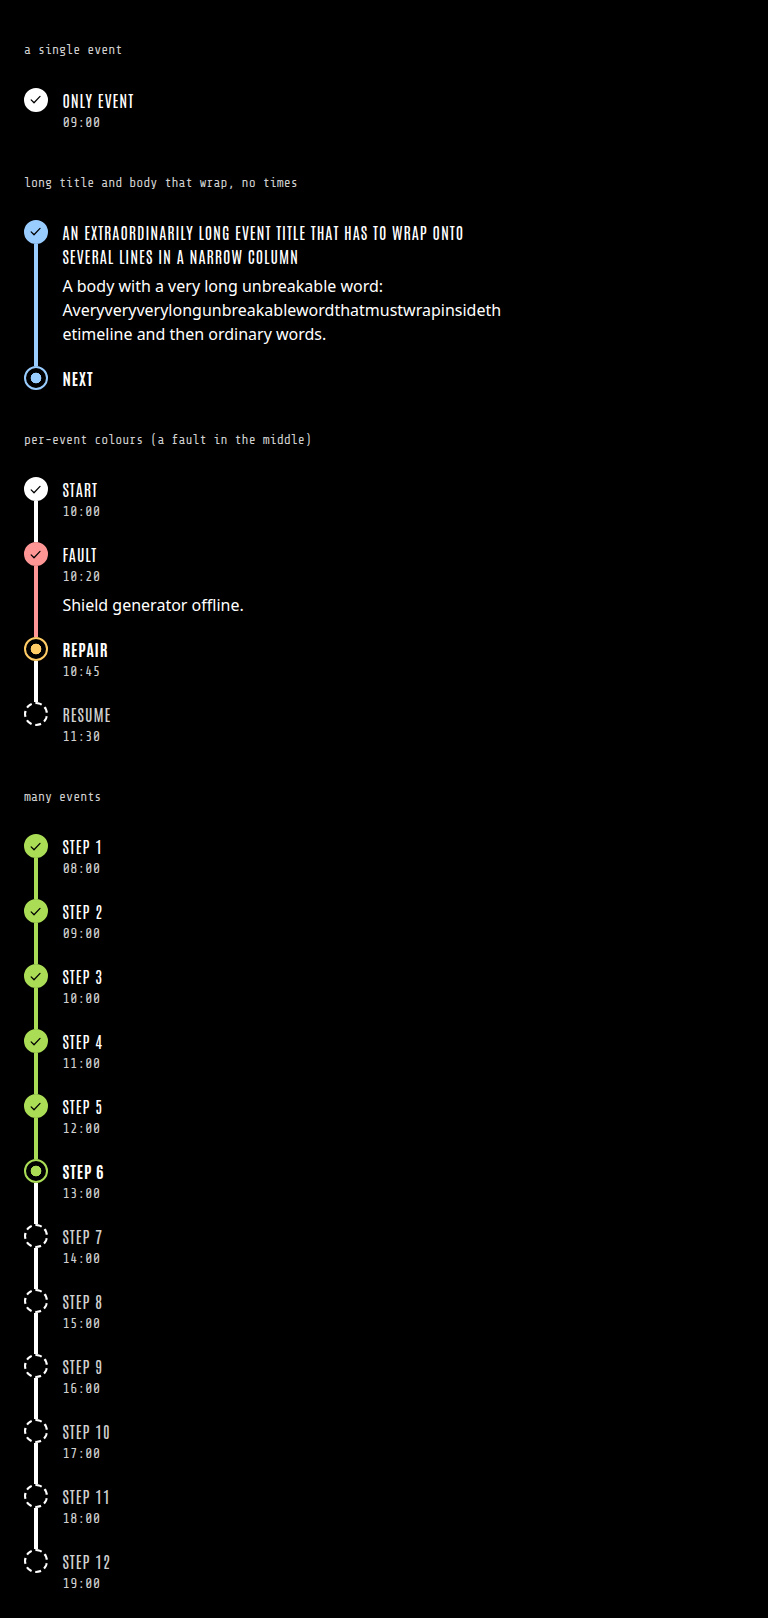 a single event
ONLY EVENT
09:00
long title and body that wrap, no times
AN EXTRAORDINARILY LONG EVENT TITLE THAT HAS TO WRAP ONTO
SEVERAL LINES IN A NARROW COLUMN
A body with a very long unbreakable word:
Averyveryverylongunbreakablewordthatmustwrapinsideth
etimeline and then ordinary words.
NEXT
per-event colours (a fault in the middle)
START
10:00
FAULT
10:20
Shield generator offline.
REPAIR
10:45
RESUME
11:30
many events
STEP 1
08:00
STEP 2
09:00
STEP 3
10:00
STEP 4
11:00
STEP 5
12:00
STEP 6
13:00
STEP 7
14:00
STEP 8
15:00
STEP 9
16:00
STEP 10
17:00
STEP 11
18:00
STEP 12
19:00